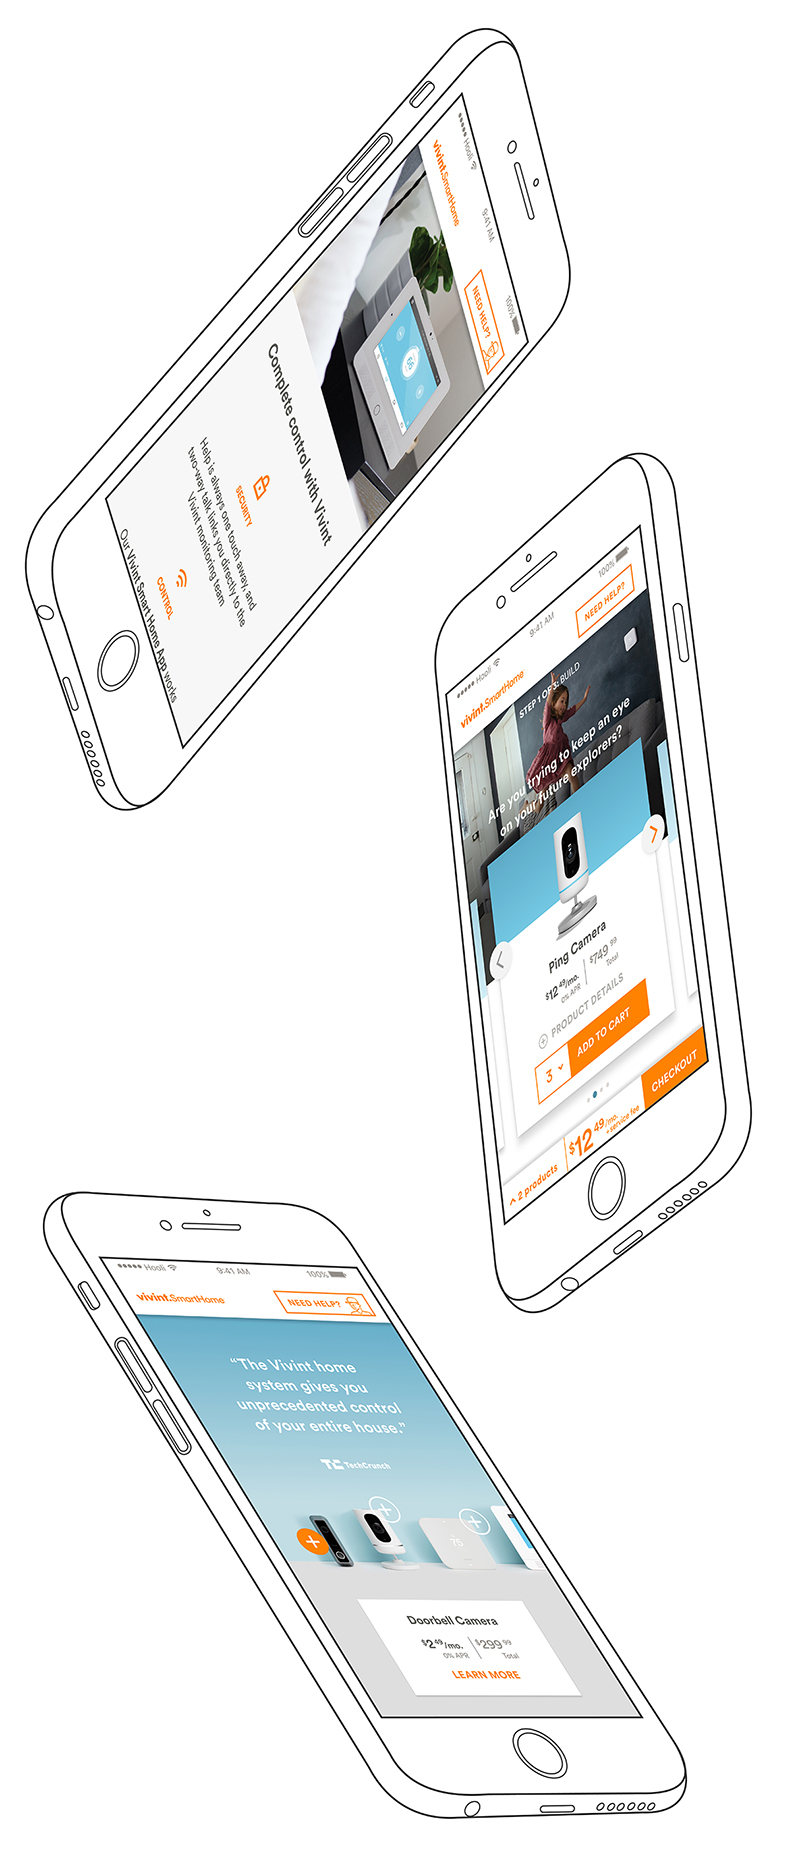 Hooli
9:41 AM
100%
vivint.SmartHome
NEED HELP?
Complete control with Vivint
SECURITY
Help is always one touch away, and
two-way talk links you directly to the
Vivint monitoring team
CONTROL
Our Vivint Smart Home App works
Hooli
9:41 AM
100%
vivint.SmartHome
NEED HELP?
STEP 1 OF 3: BUILD
Are you trying to keep an eye
on your future explorers?
Ping Camera
$12.49/mo.
0% APR
$749.99
Total
PRODUCT DETAILS
3
ADD TO CART
2 products
$12.49/mo.
+service fee
CHECKOUT
Hooli
9:41 AM
100%
vivint.SmartHome
NEED HELP?
“The Vivint home
system gives you
unprecedented control
of your entire house.”
TC TechCrunch
75
Doorbell Camera
$2.49/mo.
0% APR
$299.99
Total
LEARN MORE